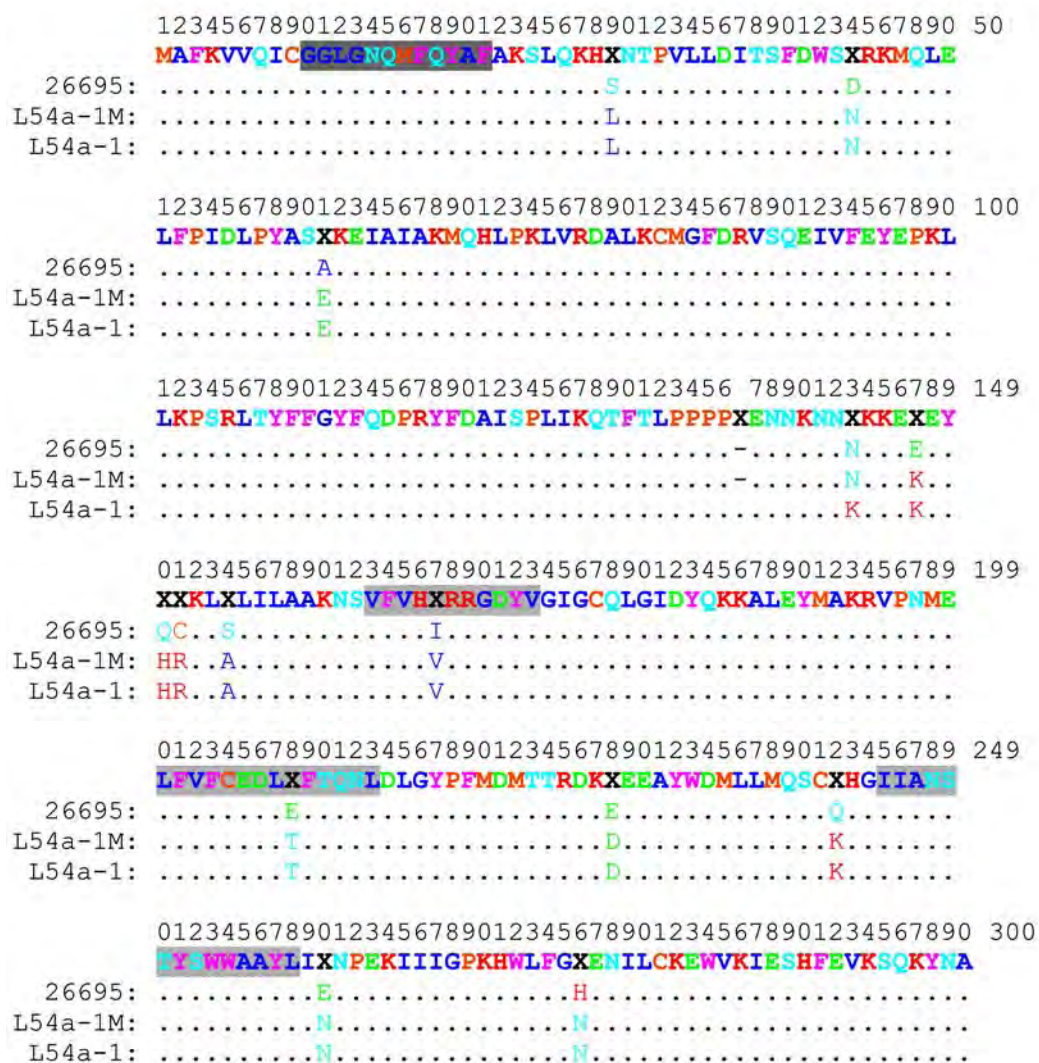 12345678901234567890123456789012345678901234567890 50
MAFKVVQICGGLGNQMFQYAFAKSLQKHXNTPVLLDITSFDWSXRKMQLE
26695: ............................S..............D......
L54a-1M: ............................L..............N......
L54a-1: ............................L..............N......
12345678901234567890123456789012345678901234567890 100
LFPIDLPYASXKEIAIAKMQHLPKLVRDALKCMGFDRVSQEIVFEYEPKL
26695: ..........A.......................................
L54a-1M: ..........E.......................................
L54a-1: ..........E.......................................
123456789012345678901234567890123456 7890123456789 149
LKPSRLTYFFGYFQDPRYFDAISPLIKQTFTLPPPPXENNKNNXKKEXEY
26695: ....................................-......N...E..
L54a-1M: ....................................-......N...K..
L54a-1: ...........................................K...K..
01234567890123456789012345678901234567890123456789 199
XXKLXLILAAKNSVFVHXRRGDYVGIGCQLGIDYQKKALEYMAKRVPNME
26695: QC..S............I................................
L54a-1M: HR..A............V................................
L54a-1: HR..A............V................................
01234567890123456789012345678901234567890123456789 249
LFVFCEDLXFTQNLDLGYPFMDMTTRDKXEEAYWDMLLMQSCXHGIIANS
26695: ........E...................E.............Q.......
L54a-1M: ........T...................D.............K.......
L54a-1: ........T...................D.............K.......
012345678901234567890123456789012345678901234567890 300
TYSWWAAYLIXNPEKIIIGPKHWLFGXENILCKEWVKIESHFEVKSQKYNA
26695: ..........E...............H........................
L54a-1M: ..........N...............N........................
L54a-1: ..........N...............N........................